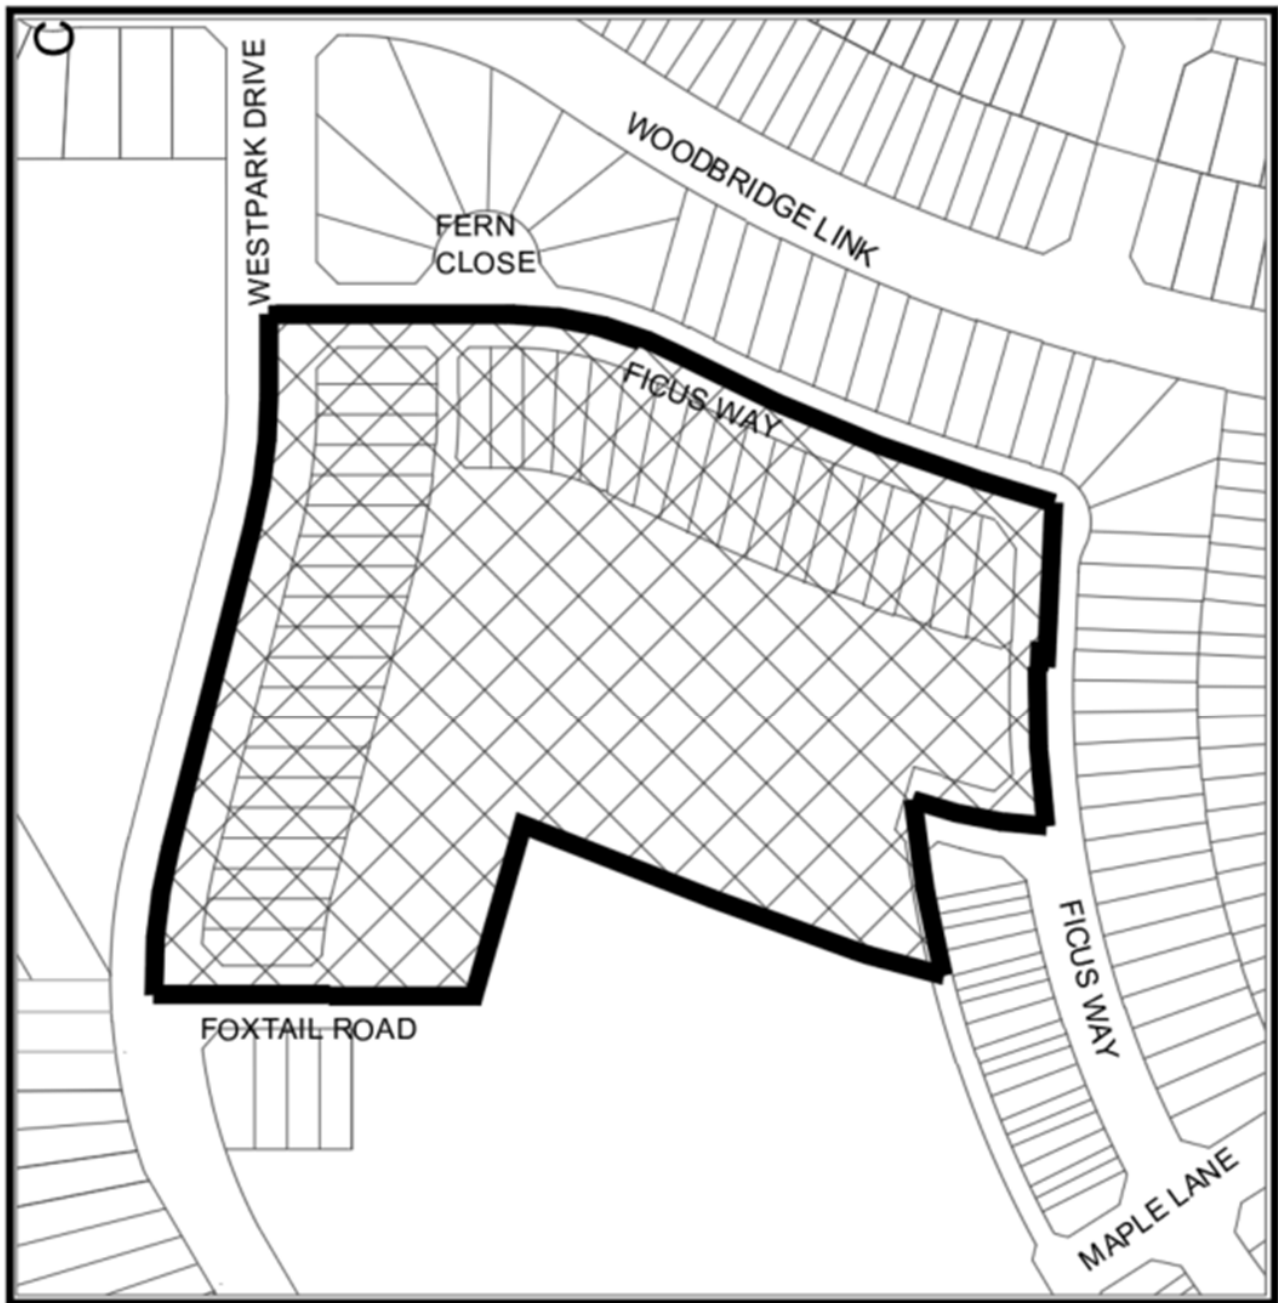 C
WESTPARK DRIVE
WOODBRIDGE LINK
FERN
CLOSE
FICUS WAY
FICUS WAY
FOXTAIL ROAD
MAPLE LANE